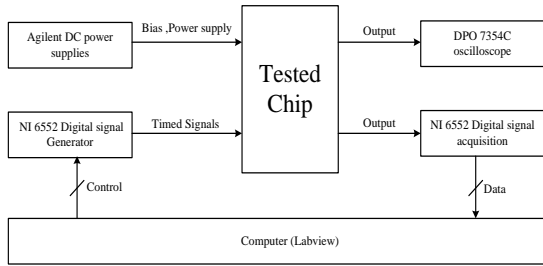 Agilent DC power
supplies
Bias ,Power supply
Tested
Chip
Output
DPO 7354C
oscilloscope
NI 6552 Digital signal
Generator
Timed Signals
Output
NI 6552 Digital signal
acquisition
Control
Data
Computer (Labview)